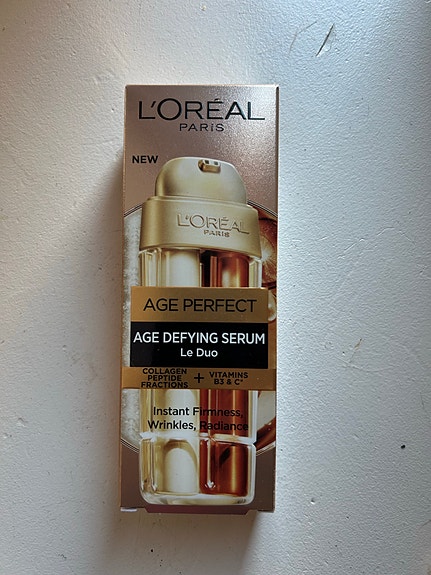 L'ORÉAL
PARiS
NEW
L'ORÉAL
PARIS
AGE PERFECT
AGE DEFYING SERUM
Le Duo
COLLAGEN
PEPTIDE
FRACTIONS
+
VITAMINS
B3 & C*
Instant Firmness,
Wrinkles, Radiance